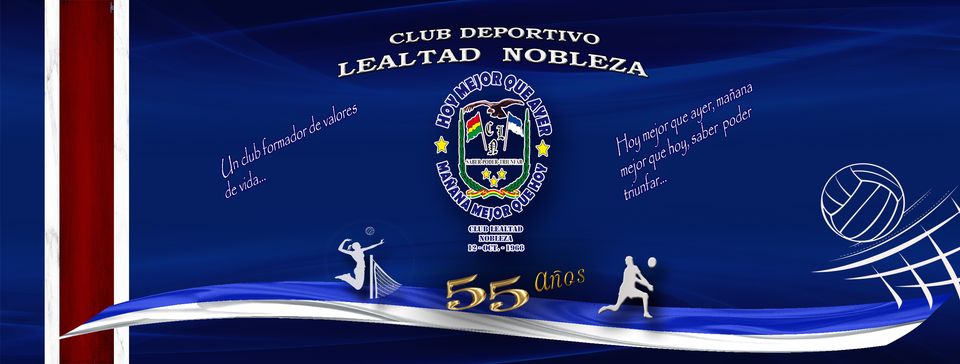 CLUB DEPORTIVO
LEALTAD NOBLEZA
Un club formador de valores
de vida...
HOY MEJOR QUE AYER
CLN
SABER·PODER·TRIUNFAR
MAÑANA MEJOR QUE HOY
CLUB LEALTAD
NOBLEZA
12 - OCT. - 1966
Hoy mejor que ayer, mañana
mejor que hoy, saber poder
triunfar...
55 años